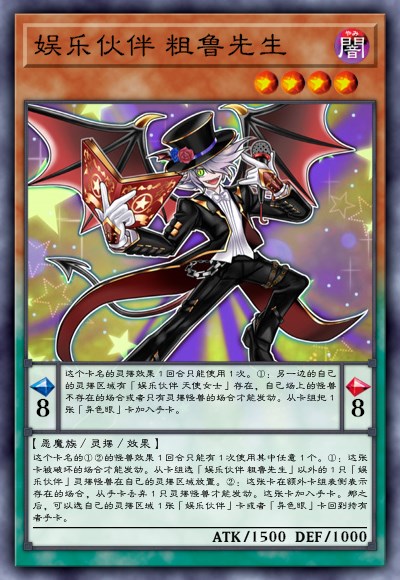 娱乐伙伴 粗鲁先生
やみ
闇
这个卡名的灵摆效果1回合只能使用1次。①：另一边的自己
的灵摆区域有「娱乐伙伴 天使女士」存在，自己场上的怪兽
不存在的场合或者只有灵摆怪兽的场合才能发动。从卡组把1
张「异色眼」卡加入手卡。
8
8
【恶魔族／灵摆／效果】
这个卡名的①②的怪兽效果1回合只能有1次使用其中任意1个。①：这张
卡被破坏的场合才能发动。从卡组选「娱乐伙伴 粗鲁先生」以外的1只「娱
乐伙伴」灵摆怪兽在自己的灵摆区域放置。②：这张卡在额外卡组表侧表示
存在的场合，从手卡丢弃1只灵摆怪兽才能发动。这张卡加入手卡。那之
后，可以选自己的灵摆区域1张「娱乐伙伴」卡或者「异色眼」卡回到持有
者手卡。
ATK/1500 DEF/1000